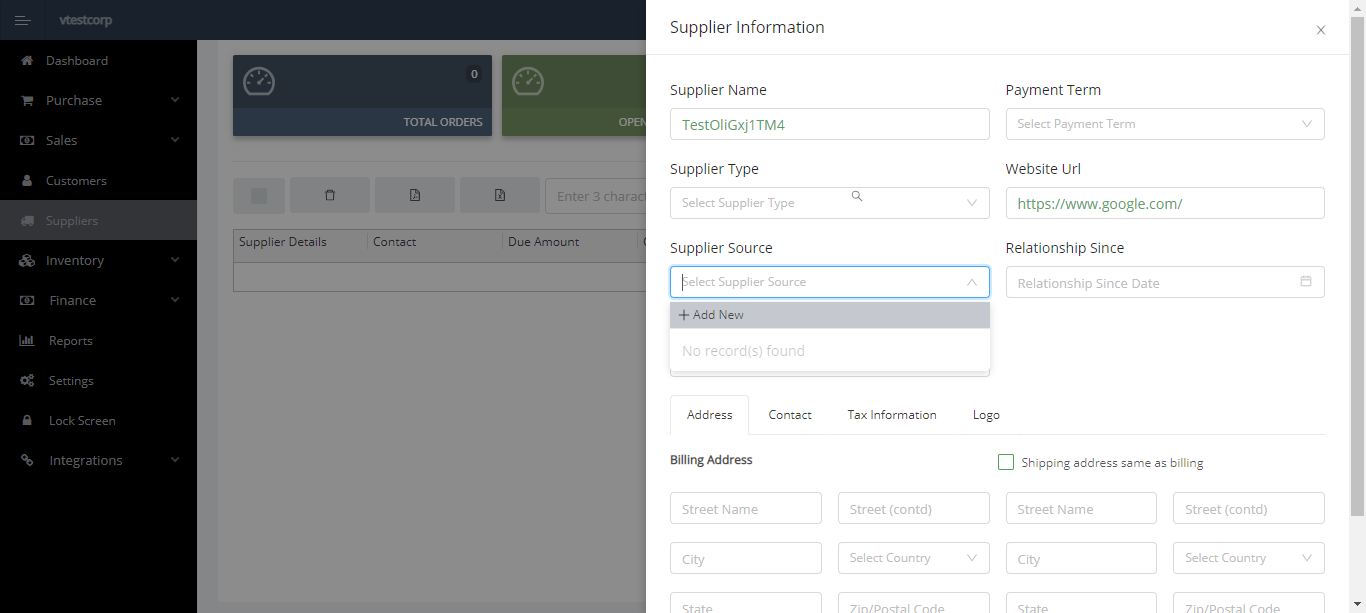 vtestcorp
Dashboard
Purchase
Sales
Customers
Suppliers
Inventory
Finance
Reports
Settings
Lock Screen
Integrations
0
TOTAL ORDERS
OPEN
Enter 3 charac
Supplier Details Contact Due Amount
Supplier Information
Supplier Name Payment Term
TestOliGxj1TM4 Select Payment Term
Supplier Type Website Url
Select Supplier Type https://www.google.com/
Supplier Source Relationship Since
Select Supplier Source Relationship Since Date
+ Add New
No record(s) found
Address Contact Tax Information Logo
Billing Address Shipping address same as billing
Street Name Street (contd) Street Name Street (contd)
City Select Country City Select Country
State Zip/Postal Code State Zip/Postal Code